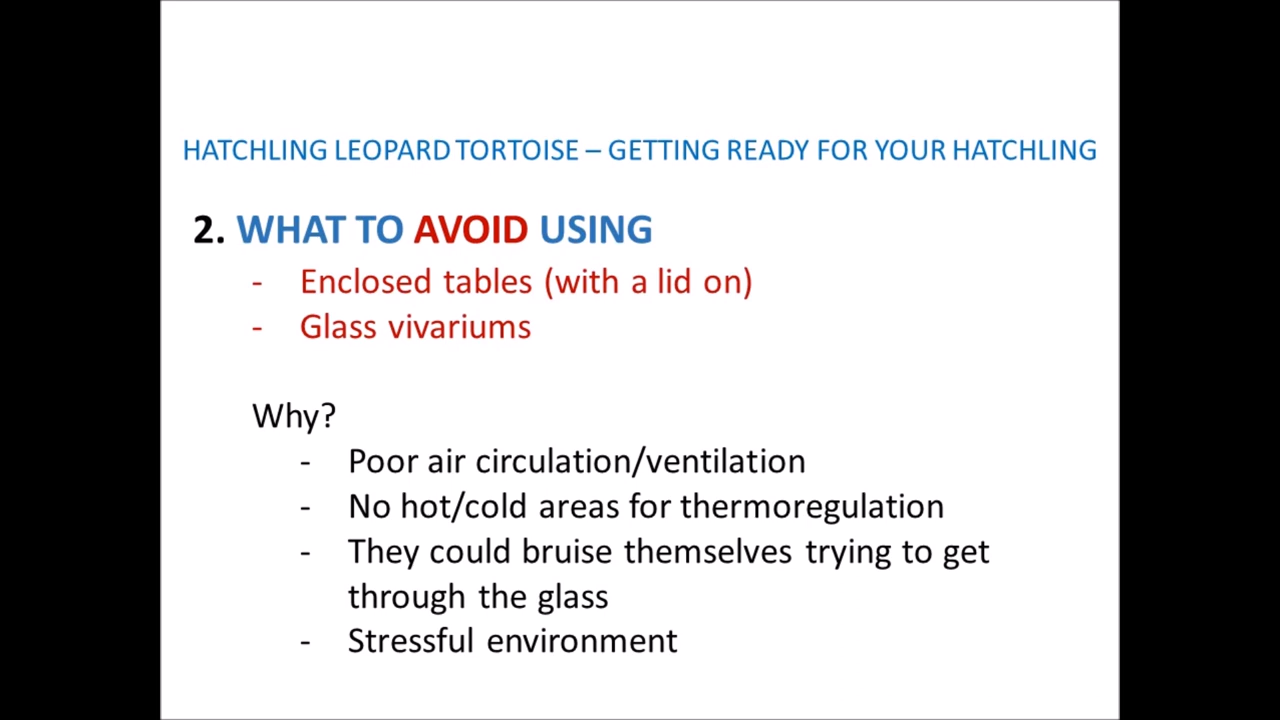 HATCHLING LEOPARD TORTOISE – GETTING READY FOR YOUR HATCHLING
2. WHAT TO AVOID USING
- Enclosed tables (with a lid on)
- Glass vivariums
Why?
- Poor air circulation/ventilation
- No hot/cold areas for thermoregulation
- They could bruise themselves trying to get
through the glass
- Stressful environment